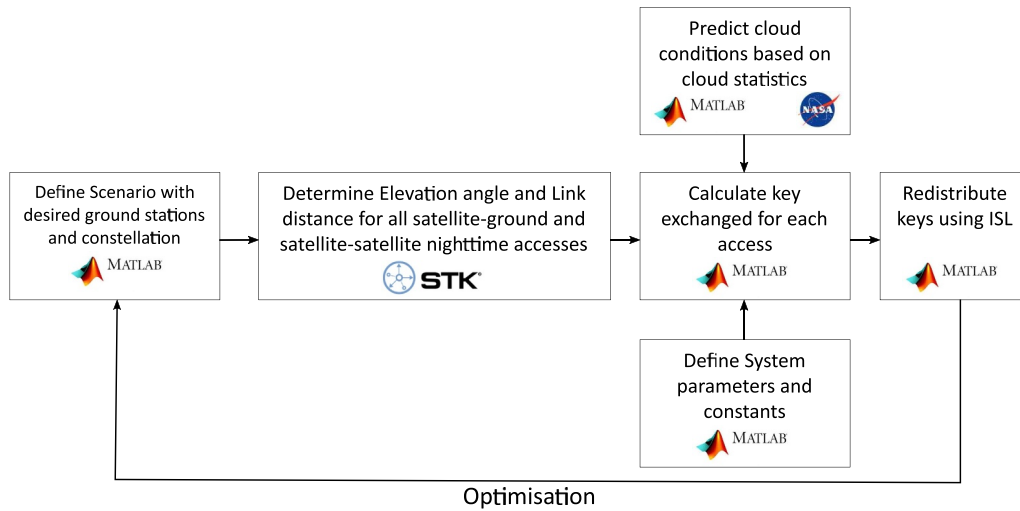 Predict cloud
conditions based on
cloud statistics
MATLAB
NASA
Define Scenario with
desired ground stations
and constellation
MATLAB
Determine Elevation angle and Link
distance for all satellite-ground and
satellite-satellite nighttime accesses
STK
Calculate key
exchanged for each
access
MATLAB
Redistribute
keys using ISL
MATLAB
Define System
parameters and
constants
MATLAB
Optimisation